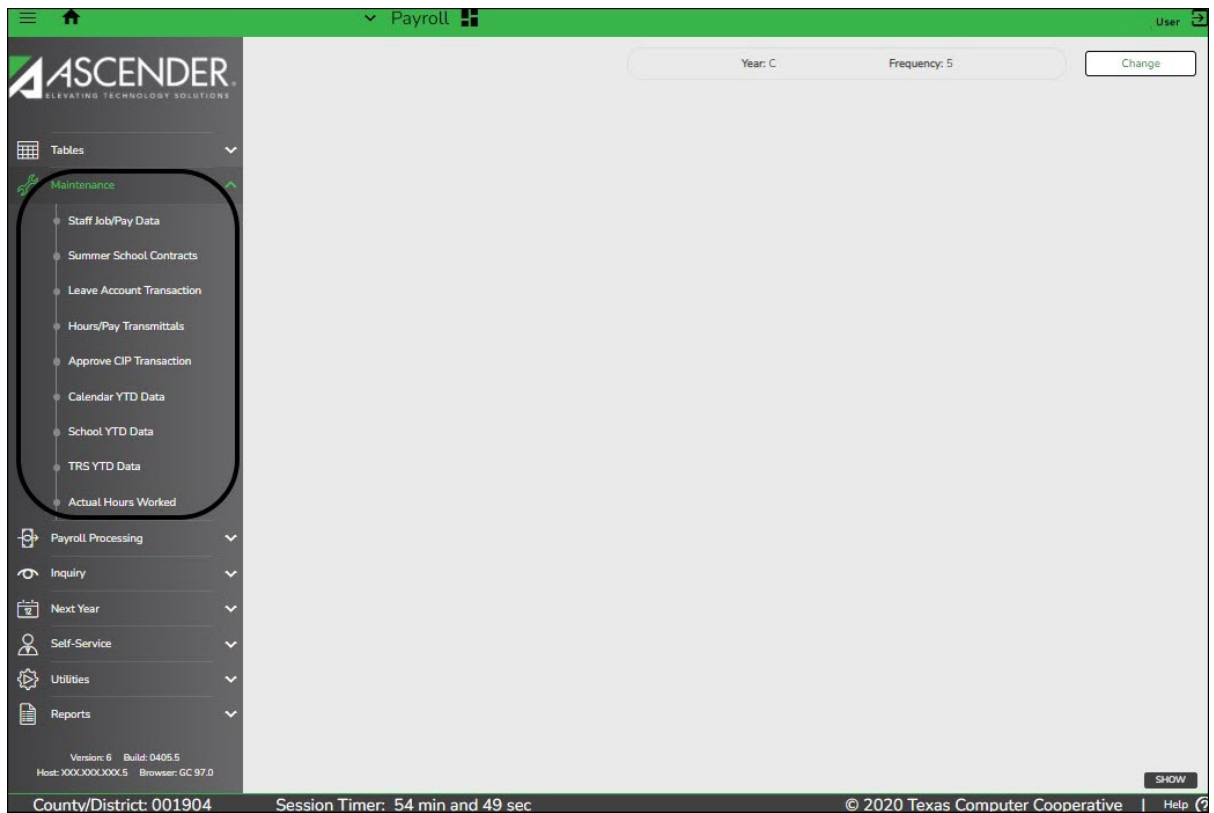 Payroll
User
ASCENDER
ELEVATING TECHNOLOGY SOLUTIONS
Year: C Frequency: 5 Change
Tables
Maintenance
Staff Job/Pay Data
Summer School Contracts
Leave Account Transaction
Hours/Pay Transmittals
Approve CIP Transaction
Calendar YTD Data
School YTD Data
TRS YTD Data
Actual Hours Worked
Payroll Processing
Inquiry
12
Next Year
Self-Service
Utilities
Reports
Version: 6 Build: 0405.5
Host: XXX.XXX.XXX.5 Browser: GC 97.0
SHOW
County/District: 001904 Session Timer: 54 min and 49 sec © 2020 Texas Computer Cooperative | Help ?